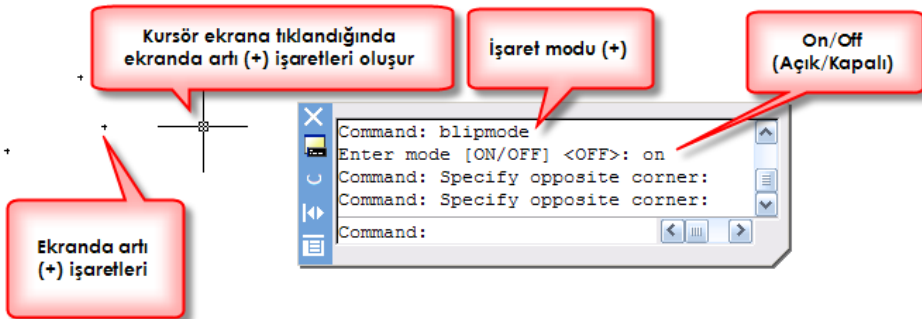 Kursör ekrana tıklandığında
ekranda artı (+) işaretleri oluşur
İşaret modu (+)
On/Off
(Açık/Kapalı)
Command: blipmode
Enter mode [ON/OFF] <OFF>: on
Command: Specify opposite corner:
Command: Specify opposite corner:
Command:
Ekranda artı
(+) işaretleri